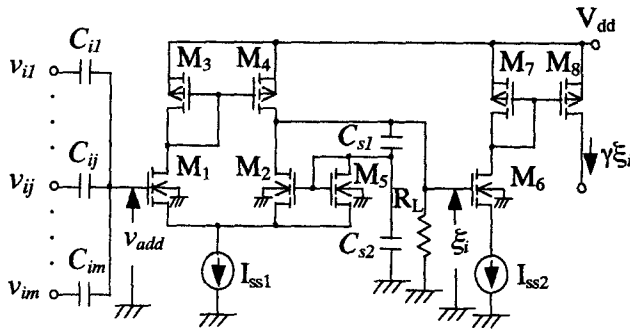 V_dd
C_i1
v_i1
M_3
M_4
M_7
M_8
C_s1
γξ_i
C_ij
v_ij
M_1
M_2
M_5
M_6
R_L
v_add
C_s2
ξ_i
C_im
v_im
I_ss1
I_ss2